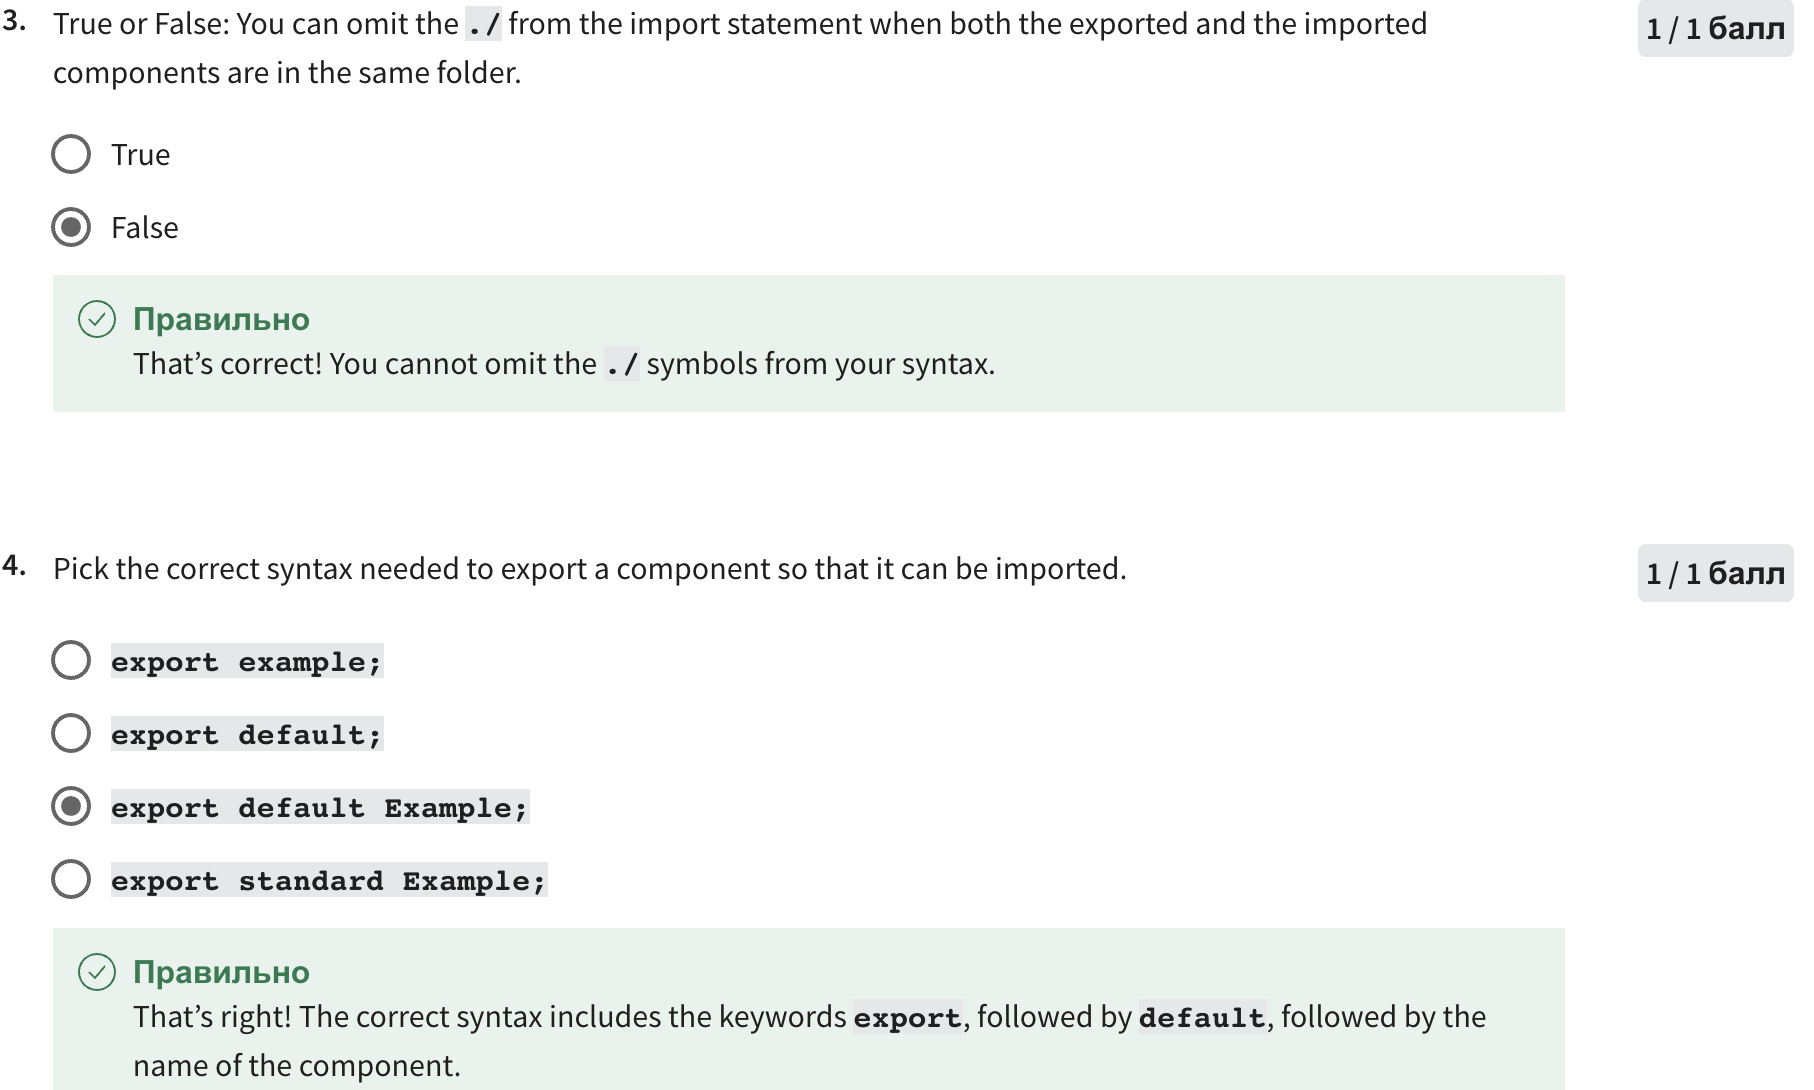 3. True or False: You can omit the ./ from the import statement when both the exported and the imported
1 / 1 балл
components are in the same folder.
True
False
Правильно
That’s correct! You cannot omit the ./ symbols from your syntax.
4. Pick the correct syntax needed to export a component so that it can be imported.
1 / 1 балл
export example;
export default;
export default Example;
export standard Example;
Правильно
That’s right! The correct syntax includes the keywords export, followed by default, followed by the
name of the component.